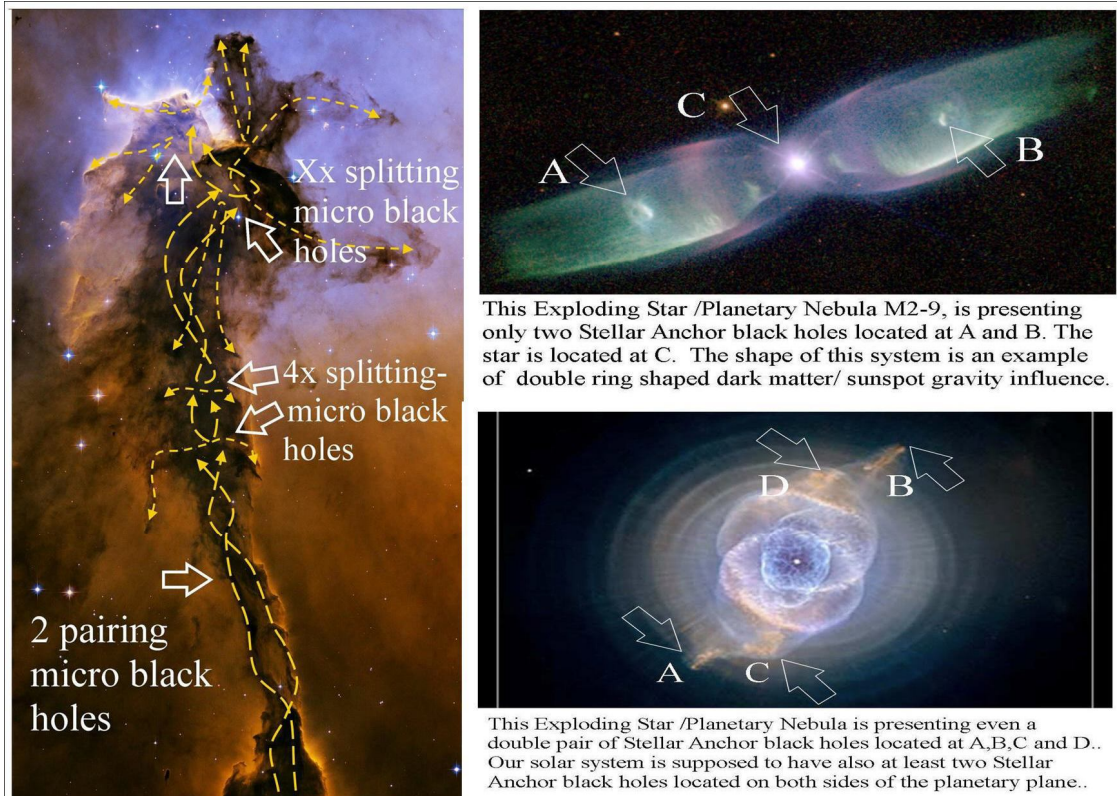 Xx splitting
micro black
holes
4x splitting-
micro black
holes
2 pairing
micro black
holes
C
A
B
This Exploding Star /Planetary Nebula M2-9, is presenting
only two Stellar Anchor black holes located at A and B. The
star is located at C. The shape of this system is an example
of double ring shaped dark matter/ sunspot gravity influence.
D
B
A
C
This Exploding Star /Planetary Nebula is presenting even a
double pair of Stellar Anchor black holes located at A,B,C and D..
Our solar system is supposed to have also at least two Stellar
Anchor black holes located on both sides of the planetary plane..